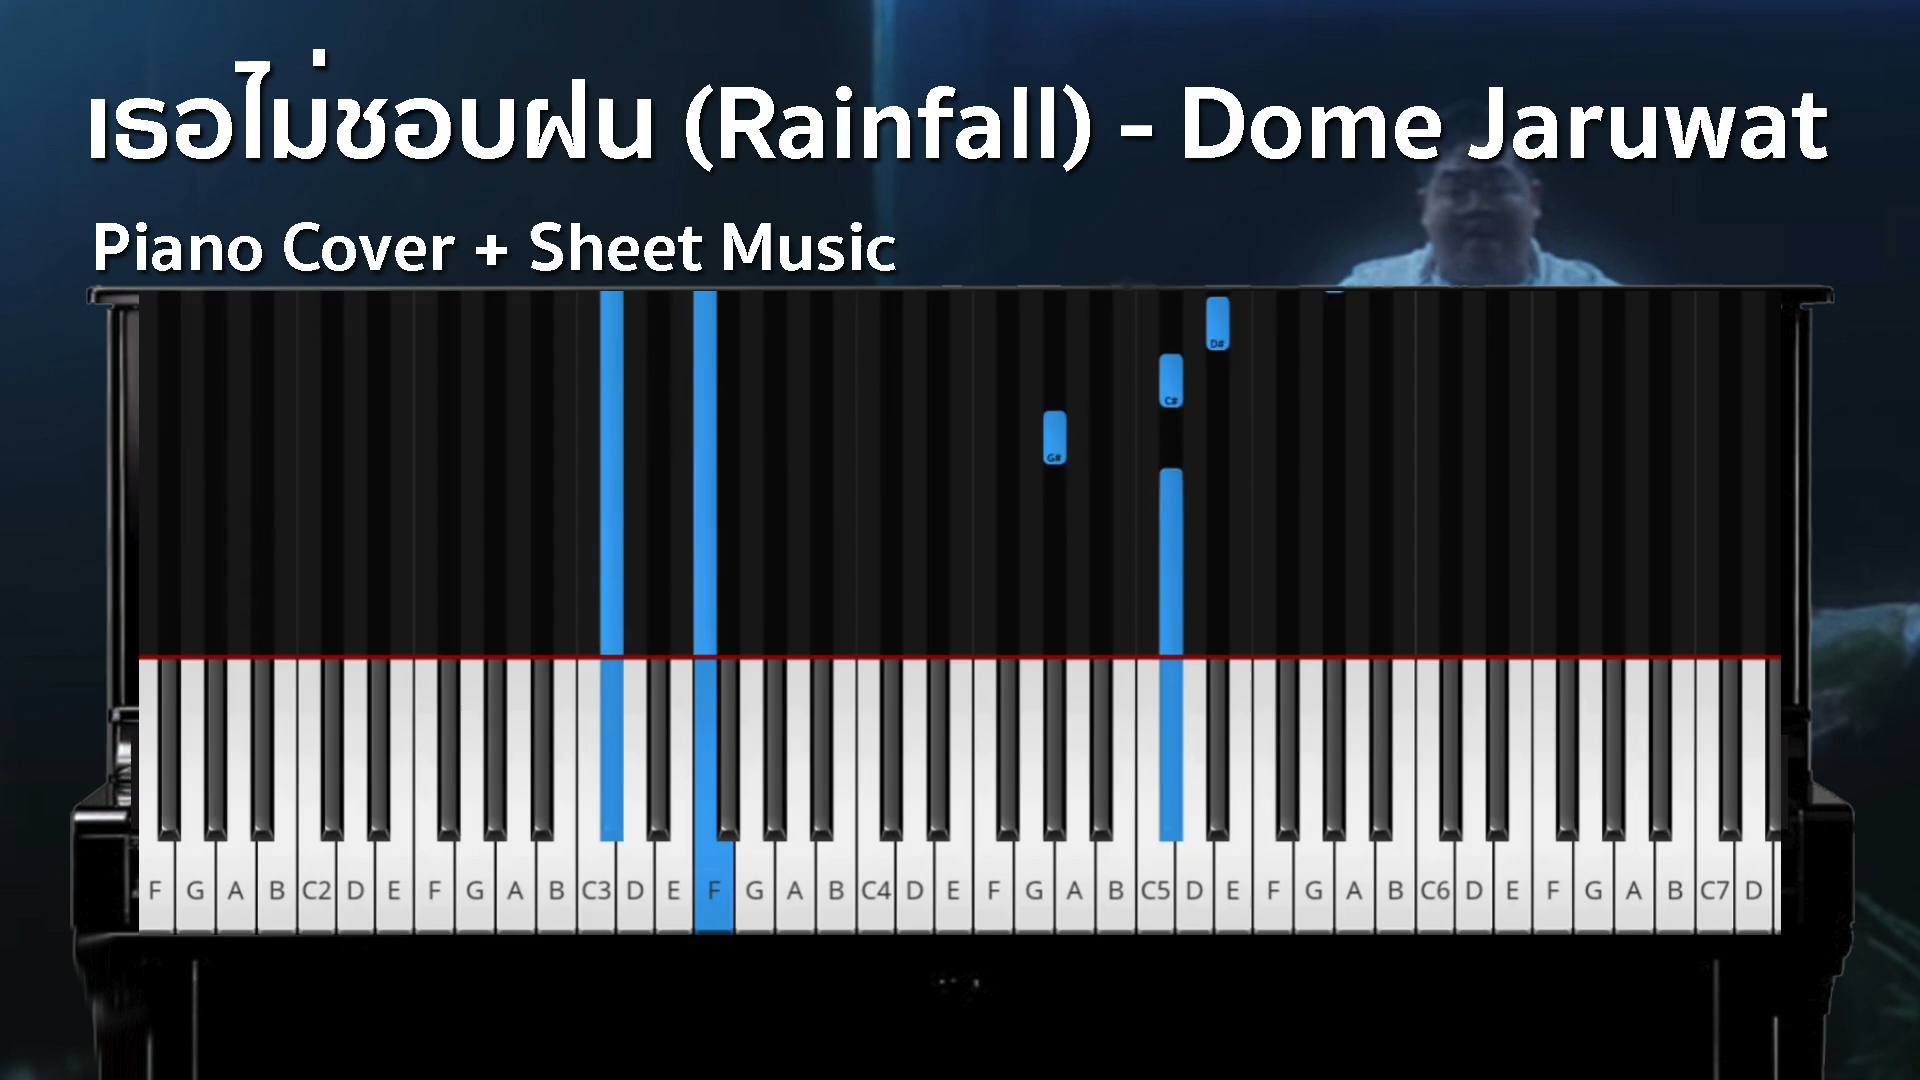 เธอไม่ชอบฝน (Rainfall) - Dome Jaruwat
Piano Cover + Sheet Music
D#
C#
G#
F G A B C2 D E F G A B C3 D E F G A B C4 D E F G A B C5 D E F G A B C6 D E F G A B C7 D